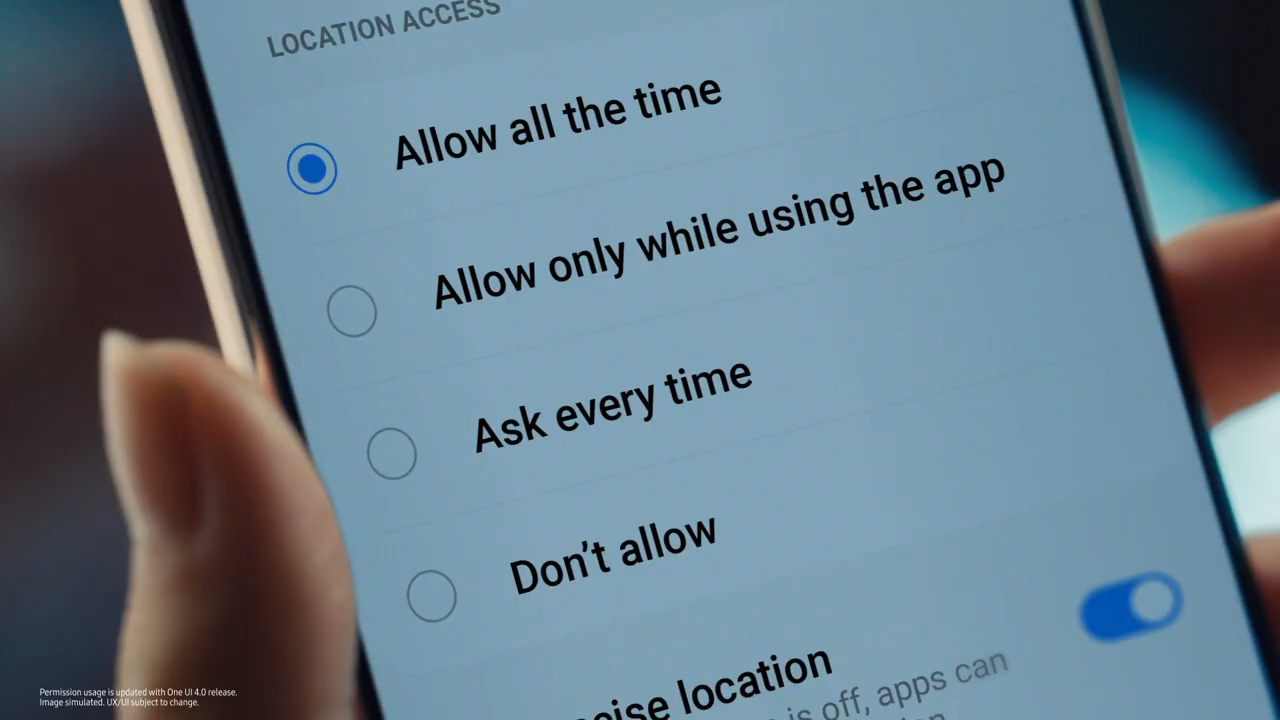 LOCATION ACCESS
Allow all the time
Allow only while using the app
Ask every time
Don't allow
location
is off, apps can
Permission usage is updated with One UI 4.0 release.
Image simulated. UX/UI subject to change.